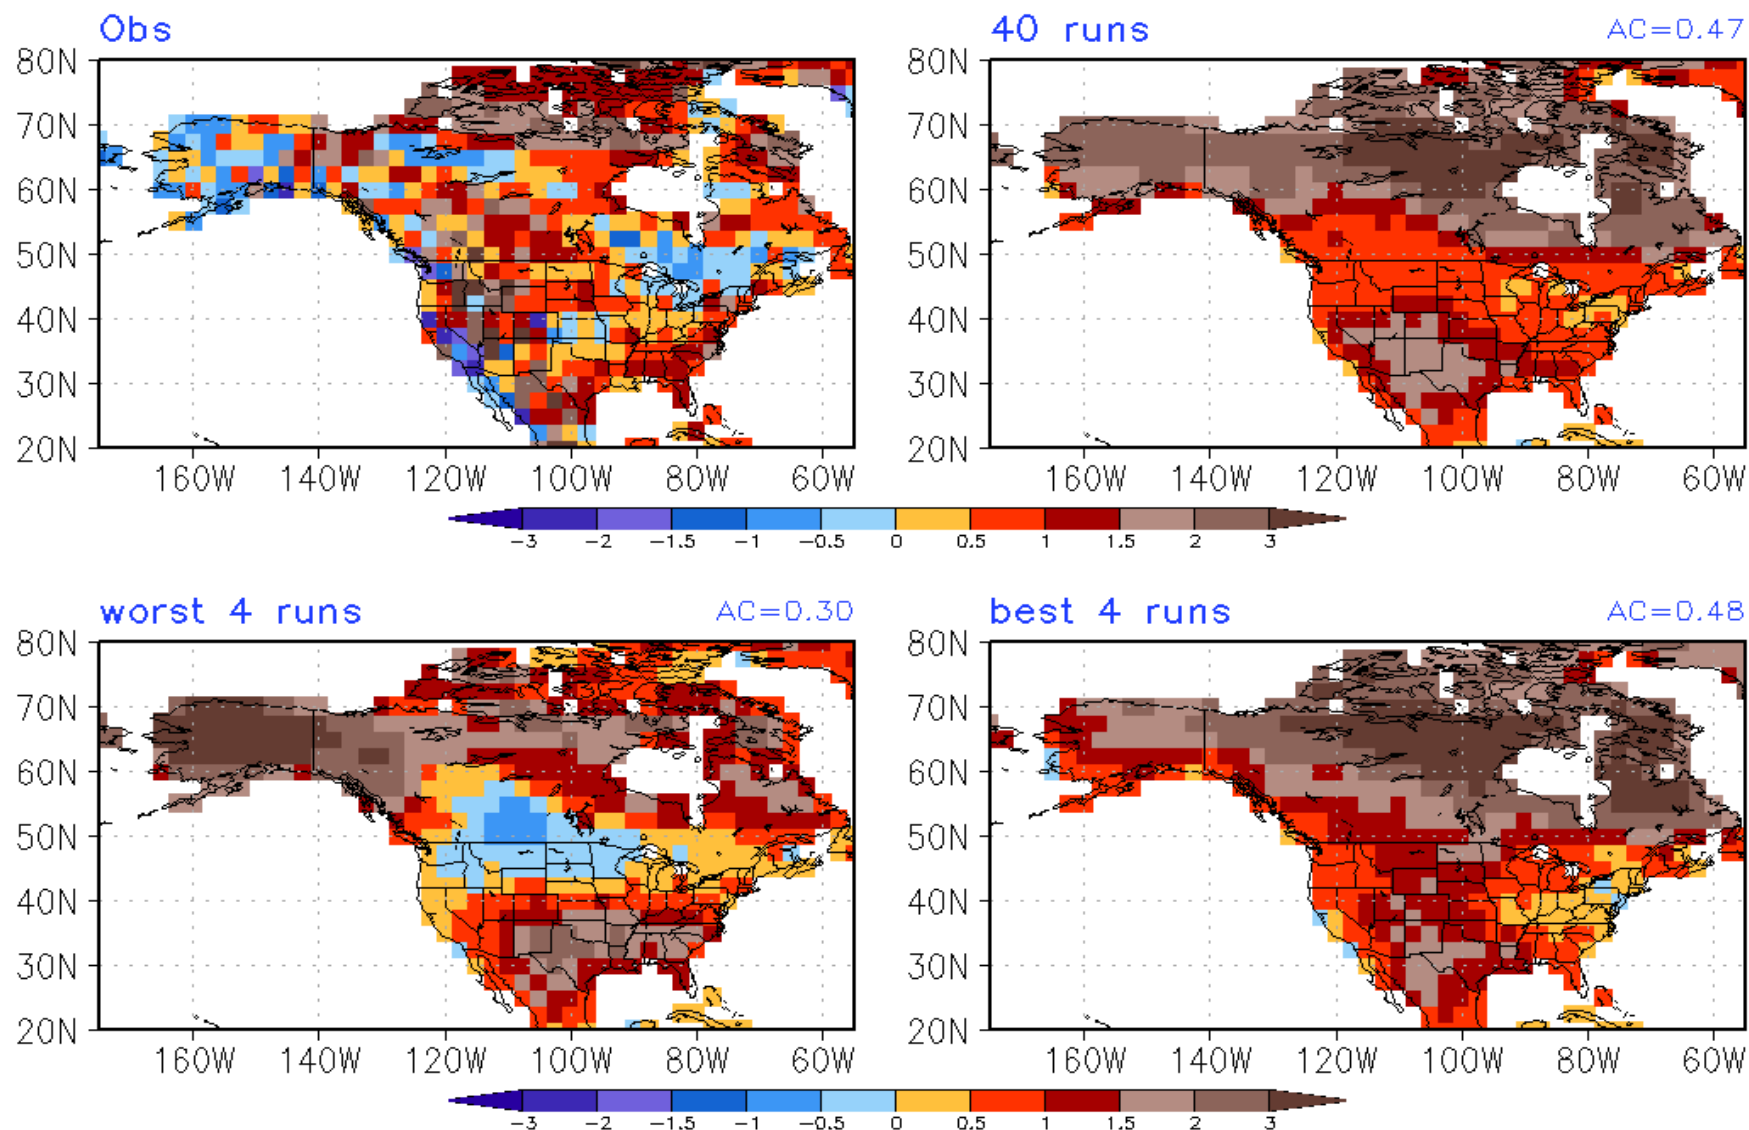 Obs
40 runs AC=0.47
80N 80N
70N 70N
60N 60N
50N 50N
40N 40N
30N 30N
20N 20N
160W 140W 120W 100W 80W 60W 160W 140W 120W 100W 80W 60W
-3 -2 -1.5 -1 -0.5 0 0.5 1 1.5 2 3
worst 4 runs AC=0.30
best 4 runs AC=0.48
80N 80N
70N 70N
60N 60N
50N 50N
40N 40N
30N 30N
20N 20N
160W 140W 120W 100W 80W 60W 160W 140W 120W 100W 80W 60W
-3 -2 -1.5 -1 -0.5 0 0.5 1 1.5 2 3